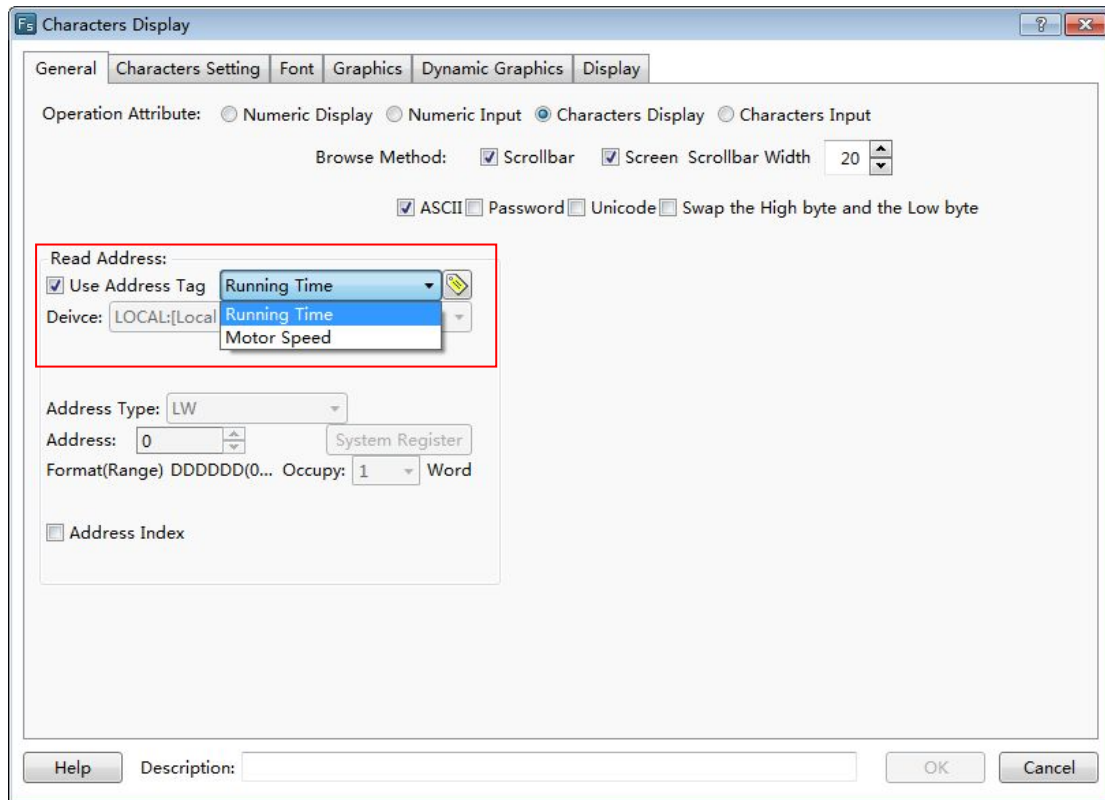 Fs Characters Display
General Characters Setting Font Graphics Dynamic Graphics Display
Operation Attribute: Numeric Display Numeric Input Characters Display Characters Input
Browse Method: Scrollbar Screen Scrollbar Width 20
ASCII Password Unicode Swap the High byte and the Low byte
Read Address:
Use Address Tag Running Time
Deivce: LOCAL:[Local
Running Time
Motor Speed
Address Type: LW
Address: 0 System Register
Format(Range) DDDDDD(0... Occupy: 1 Word
Address Index
Help Description: OK Cancel